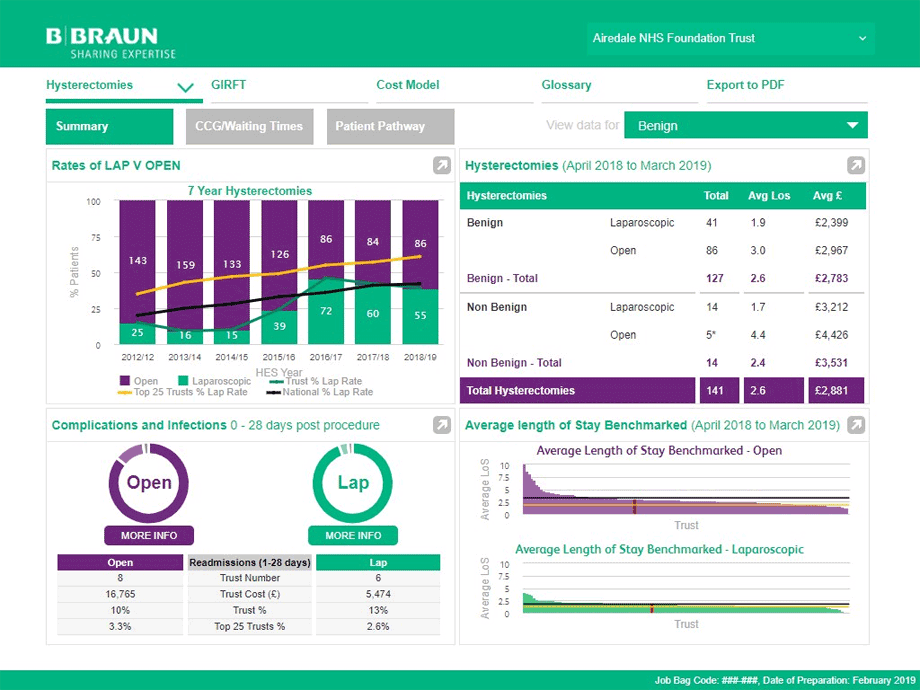 B|BRAUN
SHARING EXPERTISE
Airedale NHS Foundation Trust
Hysterectomies
GIRFT
Cost Model
Glossary
Export to PDF
Summary
CCG/Waiting Times
Patient Pathway
View data for
Benign
Rates of LAP V OPEN
7 Year Hysterectomies
% Patients
100
75
50
25
0
143 159 133 126 86 84 86
25 16 15 39 72 60 55
2012/12 2013/14 2014/15 2015/16 2016/17 2017/18 2018/19
HES Year
Open Laparoscopic Trust % Lap Rate
Top 25 Trusts % Lap Rate National % Lap Rate
Hysterectomies (April 2018 to March 2019)
Hysterectomies Total Avg Los Avg £
Benign Laparoscopic 41 1.9 £2,399
Open 86 3.0 £2,967
Benign - Total 127 2.6 £2,783
Non Benign Laparoscopic 14 1.7 £3,212
Open 5* 4.4 £4,426
Non Benign - Total 14 2.4 £3,531
Total Hysterectomies 141 2.6 £2,881
Complications and Infections 0 - 28 days post procedure
Open
Lap
MORE INFO
MORE INFO
Open Readmissions (1-28 days) Lap
8 Trust Number 6
16,765 Trust Cost (£) 5,474
10% Trust % 13%
3.3% Top 25 Trusts % 2.6%
Average length of Stay Benchmarked (April 2018 to March 2019)
Average Length of Stay Benchmarked - Open
Average LoS
10
7.5
5
2.5
0
Trust
Average Length of Stay Benchmarked - Laparoscopic
Average LoS
10
7.5
5
2.5
0
Trust
Job Bag Code: ###-###, Date of Preparation: February 2019